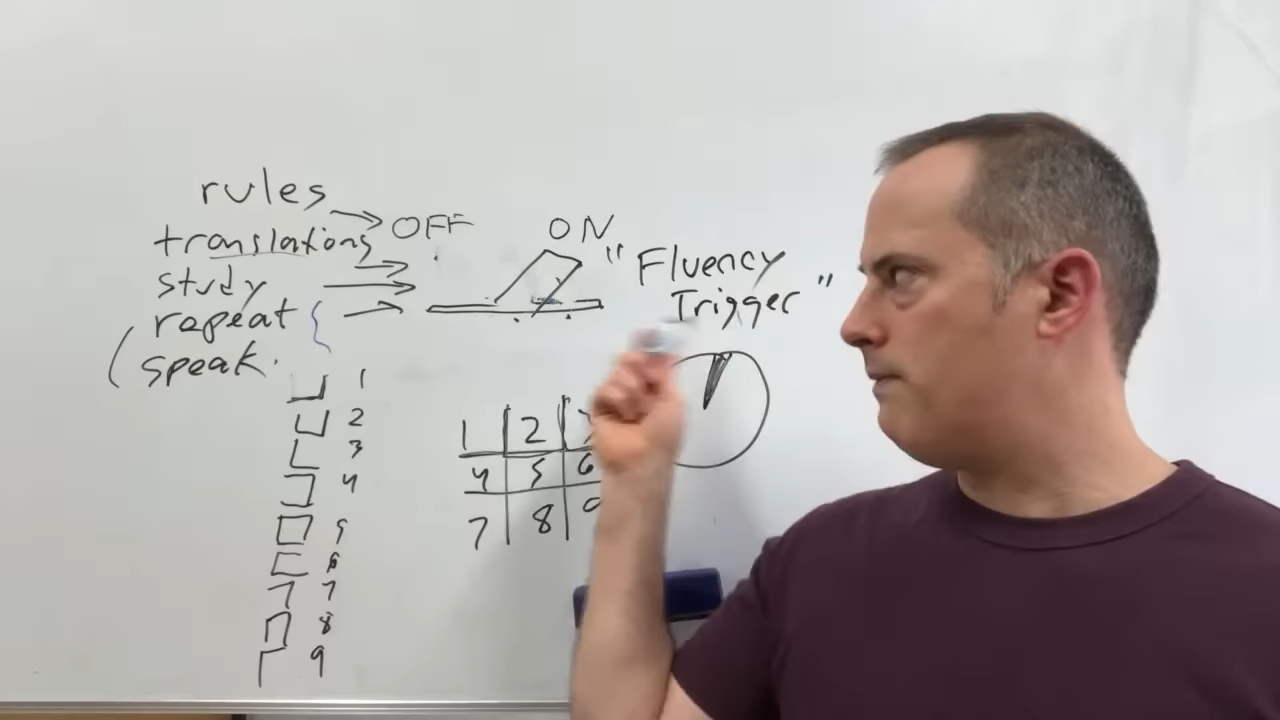 rules
translations
study
repeat
(speak.
OFF
ON
"Fluency
Trigger"
1
2
3
4
5
6
7
8
9
1 2
4 5 6
7 8